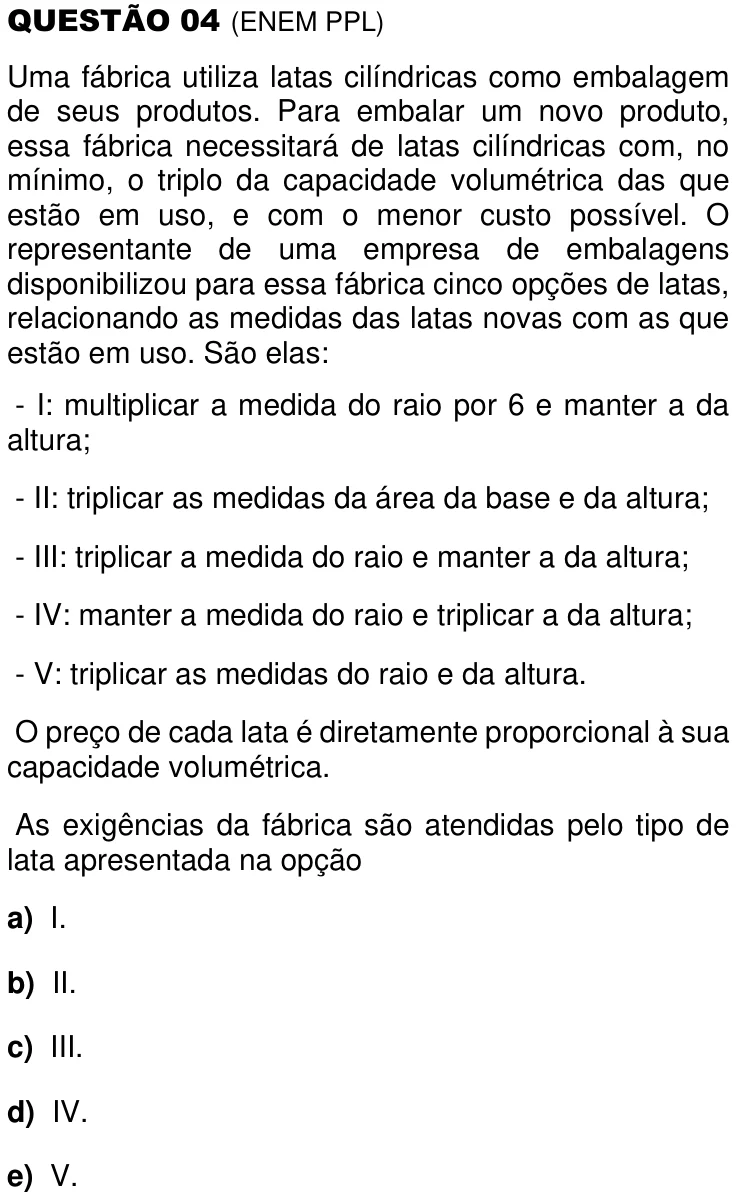 QUESTÃO 04 (ENEM PPL)
Uma fábrica utiliza latas cilíndricas como embalagem
de seus produtos. Para embalar um novo produto,
essa fábrica necessitará de latas cilíndricas com, no
mínimo, o triplo da capacidade volumétrica das que
estão em uso, e com o menor custo possível. O
representante de uma empresa de embalagens
disponibilizou para essa fábrica cinco opções de latas,
relacionando as medidas das latas novas com as que
estão em uso. São elas:
- I: multiplicar a medida do raio por 6 e manter a da
altura;
- II: triplicar as medidas da área da base e da altura;
- III: triplicar a medida do raio e manter a da altura;
- IV: manter a medida do raio e triplicar a da altura;
- V: triplicar as medidas do raio e da altura.
O preço de cada lata é diretamente proporcional à sua
capacidade volumétrica.
As exigências da fábrica são atendidas pelo tipo de
lata apresentada na opção
a) I.
b) II.
c) III.
d) IV.
e) V.